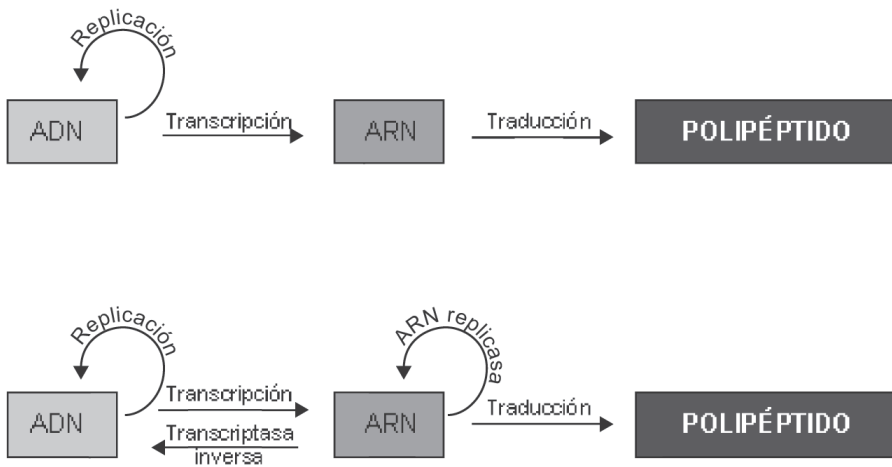 Replicación
ADN
Transcripción
ARN
Traducción
POLIPÉPTIDO
Replicación
ARN replicasa
ADN
Transcripción
Transcriptasa
inversa
ARN
Traducción
POLIPÉPTIDO